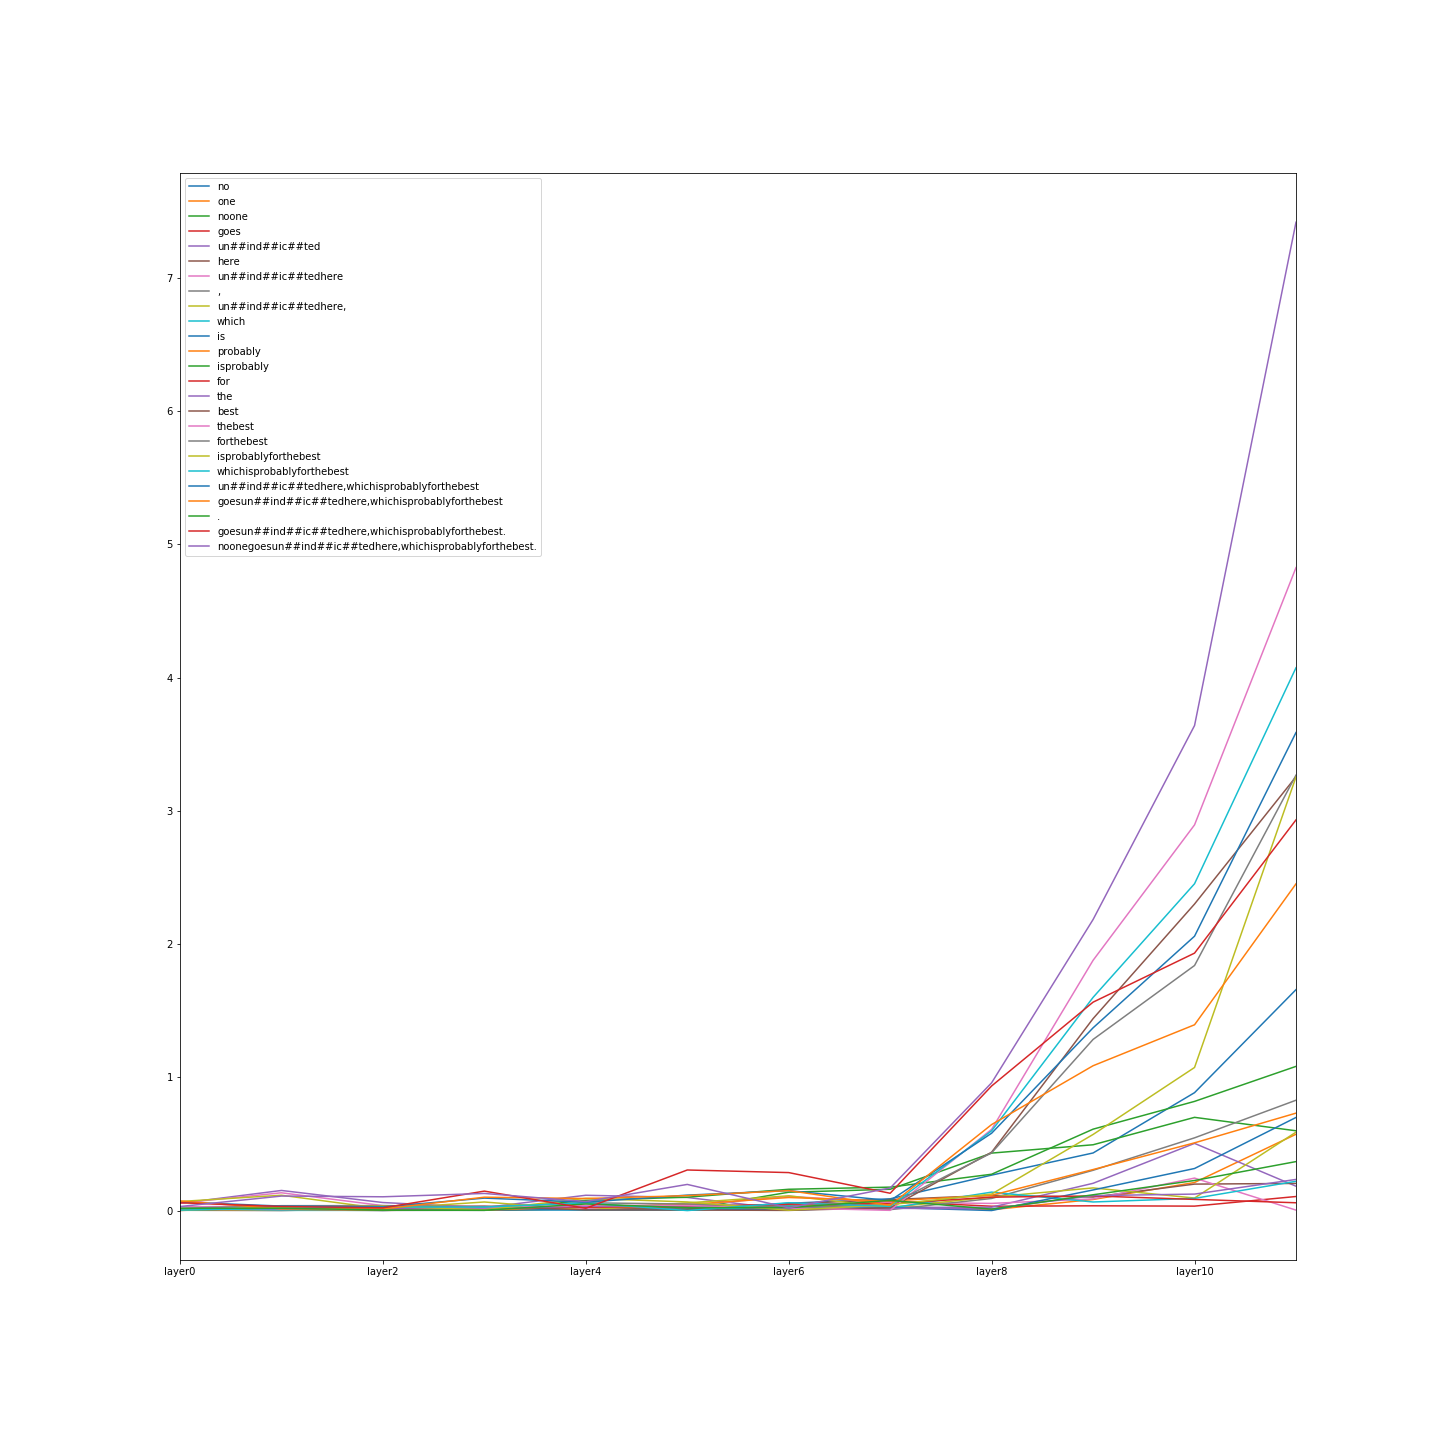 no
one
noone
goes
un##ind##ic##ted
here
un##ind##ic##tedhere
,
un##ind##ic##tedhere,
which
is
probably
isprobably
for
the
best
thebest
forthebest
isprobablyforthebest
whichisprobablyforthebest
un##ind##ic##tedhere,whichisprobablyforthebest
goesun##ind##ic##tedhere,whichisprobablyforthebest
.
goesun##ind##ic##tedhere,whichisprobablyforthebest.
noonegoesun##ind##ic##tedhere,whichisprobablyforthebest.
7
6
5
4
3
2
1
0
layer0 layer2 layer4 layer6 layer8 layer10